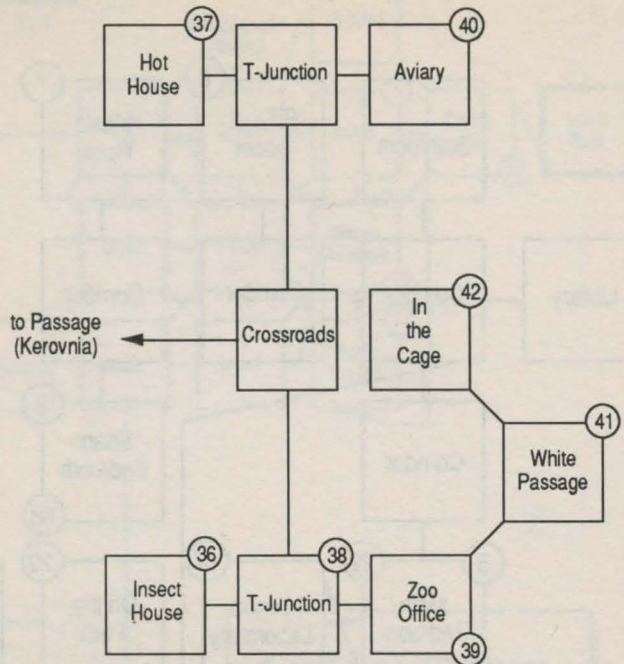 37
40
Hot
House
T-Junction
Aviary
42
In
the
Cage
to Passage
(Kerovnia)
Crossroads
41
White
Passage
36
38
Insect
House
T-Junction
Zoo
Office
39